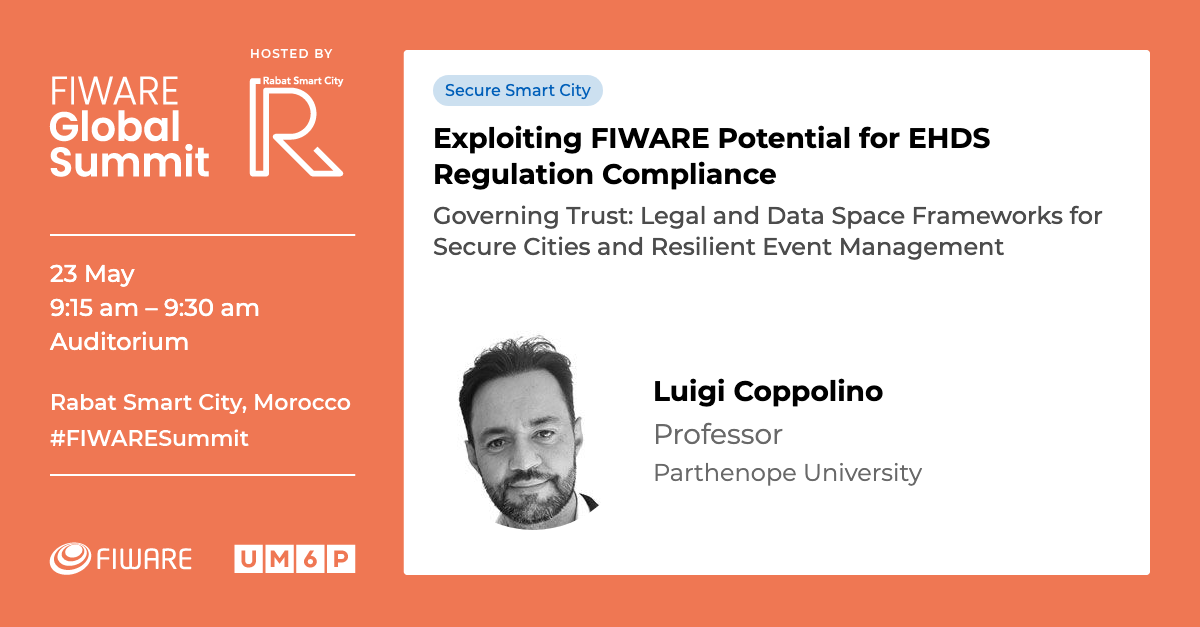 HOSTED BY
Rabat Smart City
R
FIWARE
Global
Summit
23 May
9:15 am – 9:30 am
Auditorium
Rabat Smart City, Morocco
#FIWARESummit
FIWARE
UM6P
Secure Smart City
Exploiting FIWARE Potential for EHDS
Regulation Compliance
Governing Trust: Legal and Data Space Frameworks for
Secure Cities and Resilient Event Management
Luigi Coppolino
Professor
Parthenope University